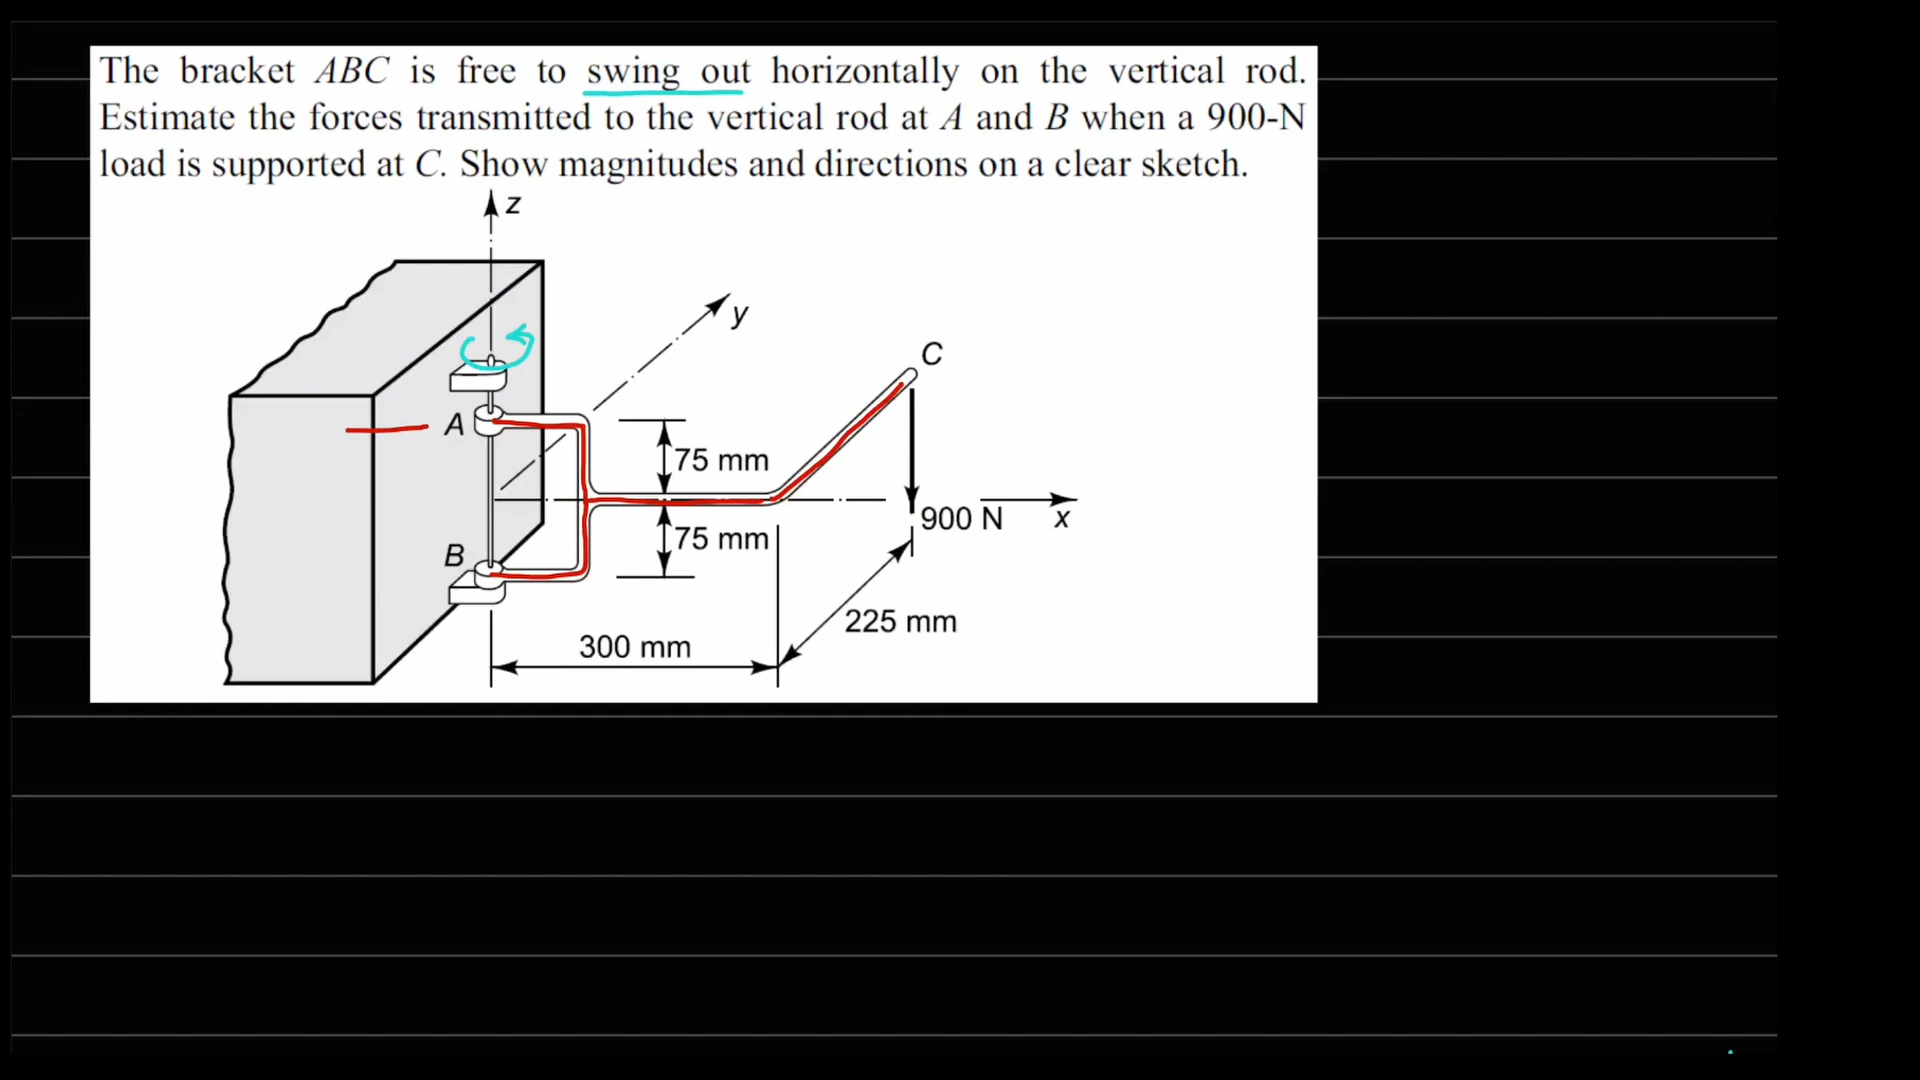 The bracket ABC is free to swing out horizontally on the vertical rod.
Estimate the forces transmitted to the vertical rod at A and B when a 900-N
load is supported at C. Show magnitudes and directions on a clear sketch.
z
y
C
A
75 mm
900 N
x
75 mm
B
225 mm
300 mm